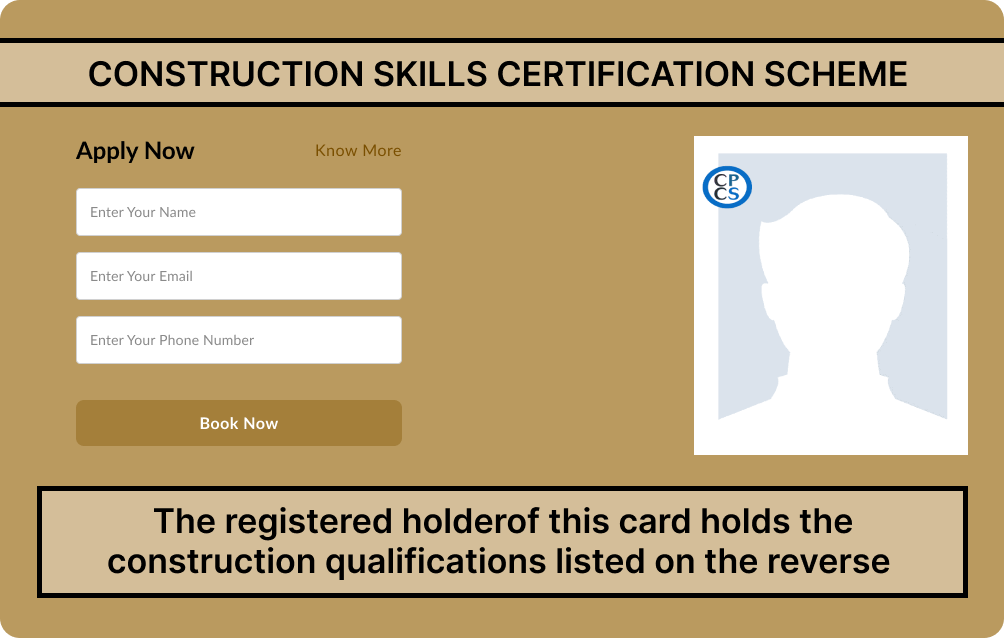 CONSTRUCTION SKILLS CERTIFICATION SCHEME
Apply Now
Know More
Enter Your Name
Enter Your Email
Enter Your Phone Number
Book Now
CP
CS
The registered holderof this card holds the
construction qualifications listed on the reverse